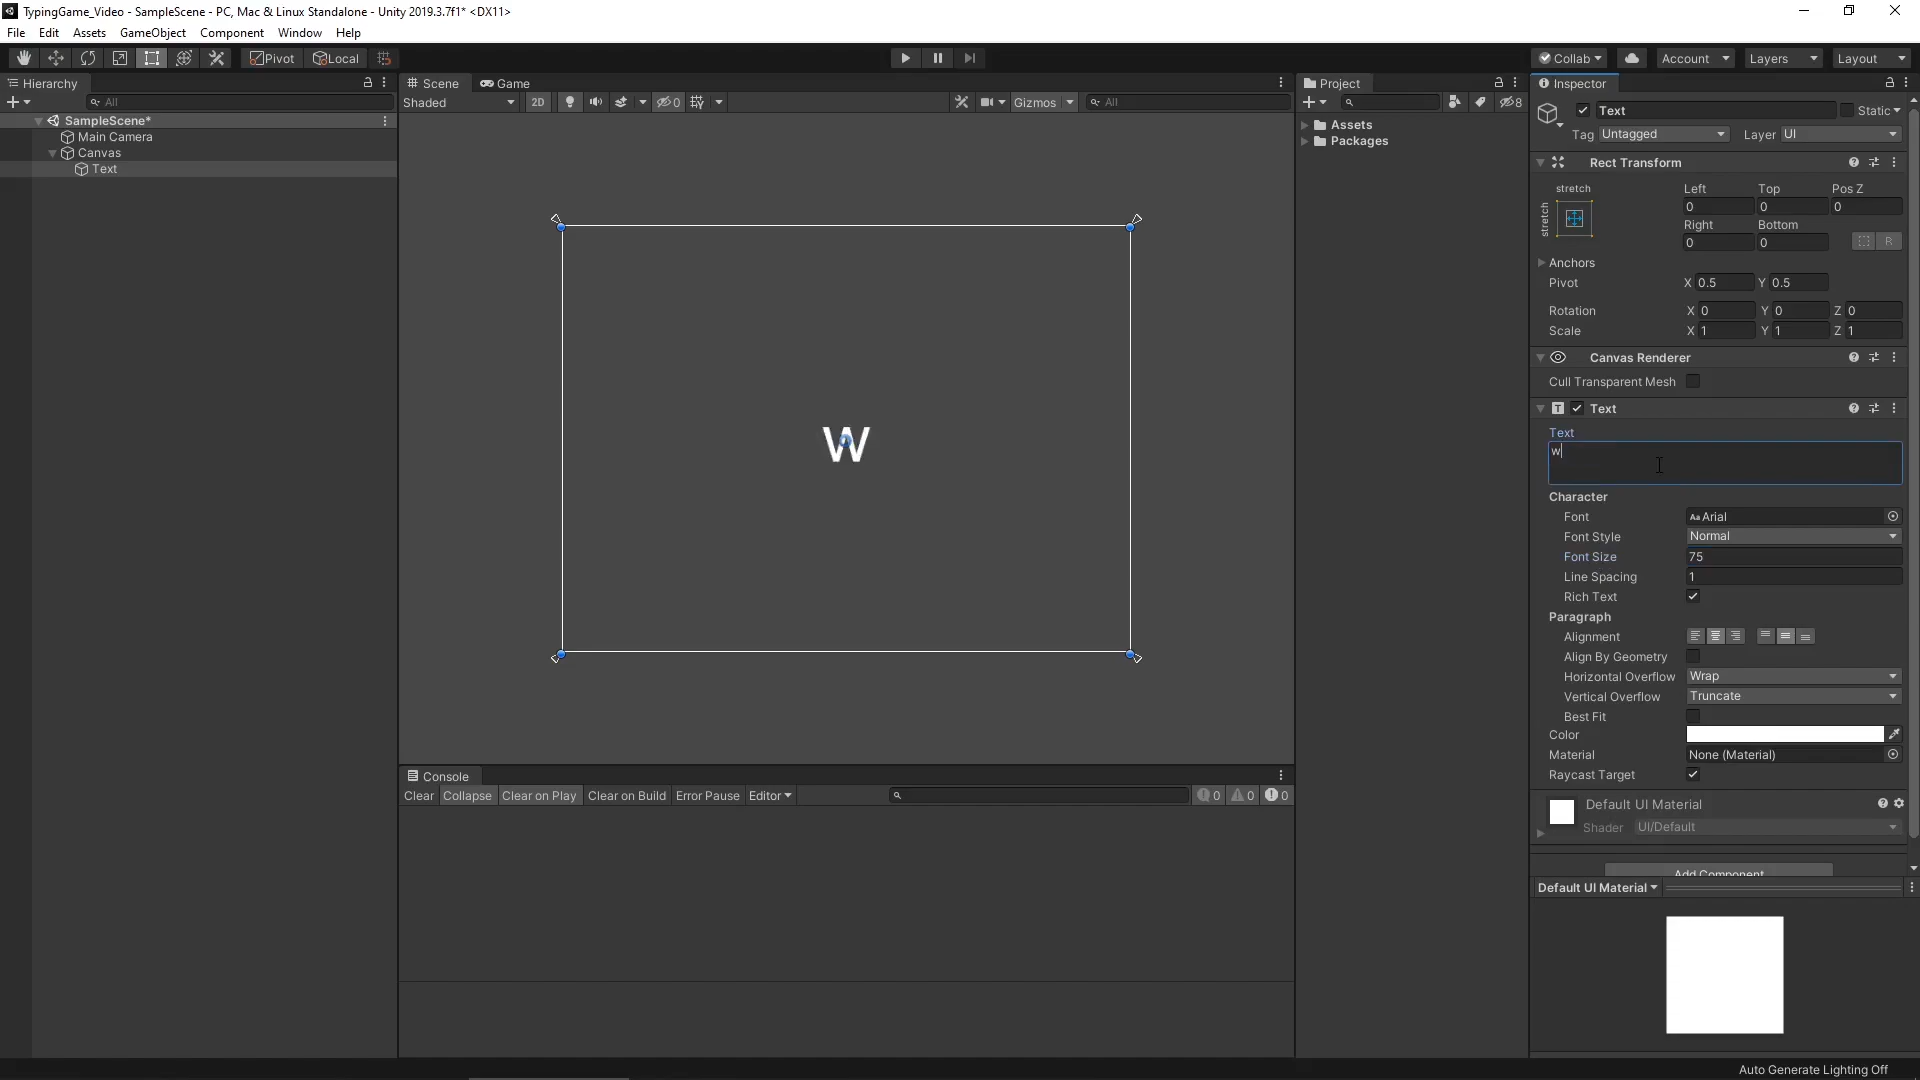 TypingGame_Video - SampleScene - PC, Mac & Linux Standalone - Unity 2019.3.7f1* <DX11>
File Edit Assets GameObject Component Window Help
Pivot Local Collab Account Layers Layout
Hierarchy
All
SampleScene*
Main Camera
Canvas
Text
Scene Game
Shaded 2D 0 Gizmos All
W
Console
Clear Collapse Clear on Play Clear on Build Error Pause Editor 0 0 0
Project
8
Assets
Packages
Inspector
Text Static
Tag Untagged Layer UI
Rect Transform
stretch Left Top Pos Z
stretch 0 0 0
Right Bottom
0 0 R
Anchors
Pivot X 0.5 Y 0.5
Rotation X 0 Y 0 Z 0
Scale X 1 Y 1 Z 1
Canvas Renderer
Cull Transparent Mesh
T Text
Text
w
Character
Font Aa Arial
Font Style Normal
Font Size 75
Line Spacing 1
Rich Text
Paragraph
Alignment
Align By Geometry
Horizontal Overflow Wrap
Vertical Overflow Truncate
Best Fit
Color
Material None (Material)
Raycast Target
Default UI Material
Shader UI/Default
Add Component
Default UI Material
Auto Generate Lighting Off